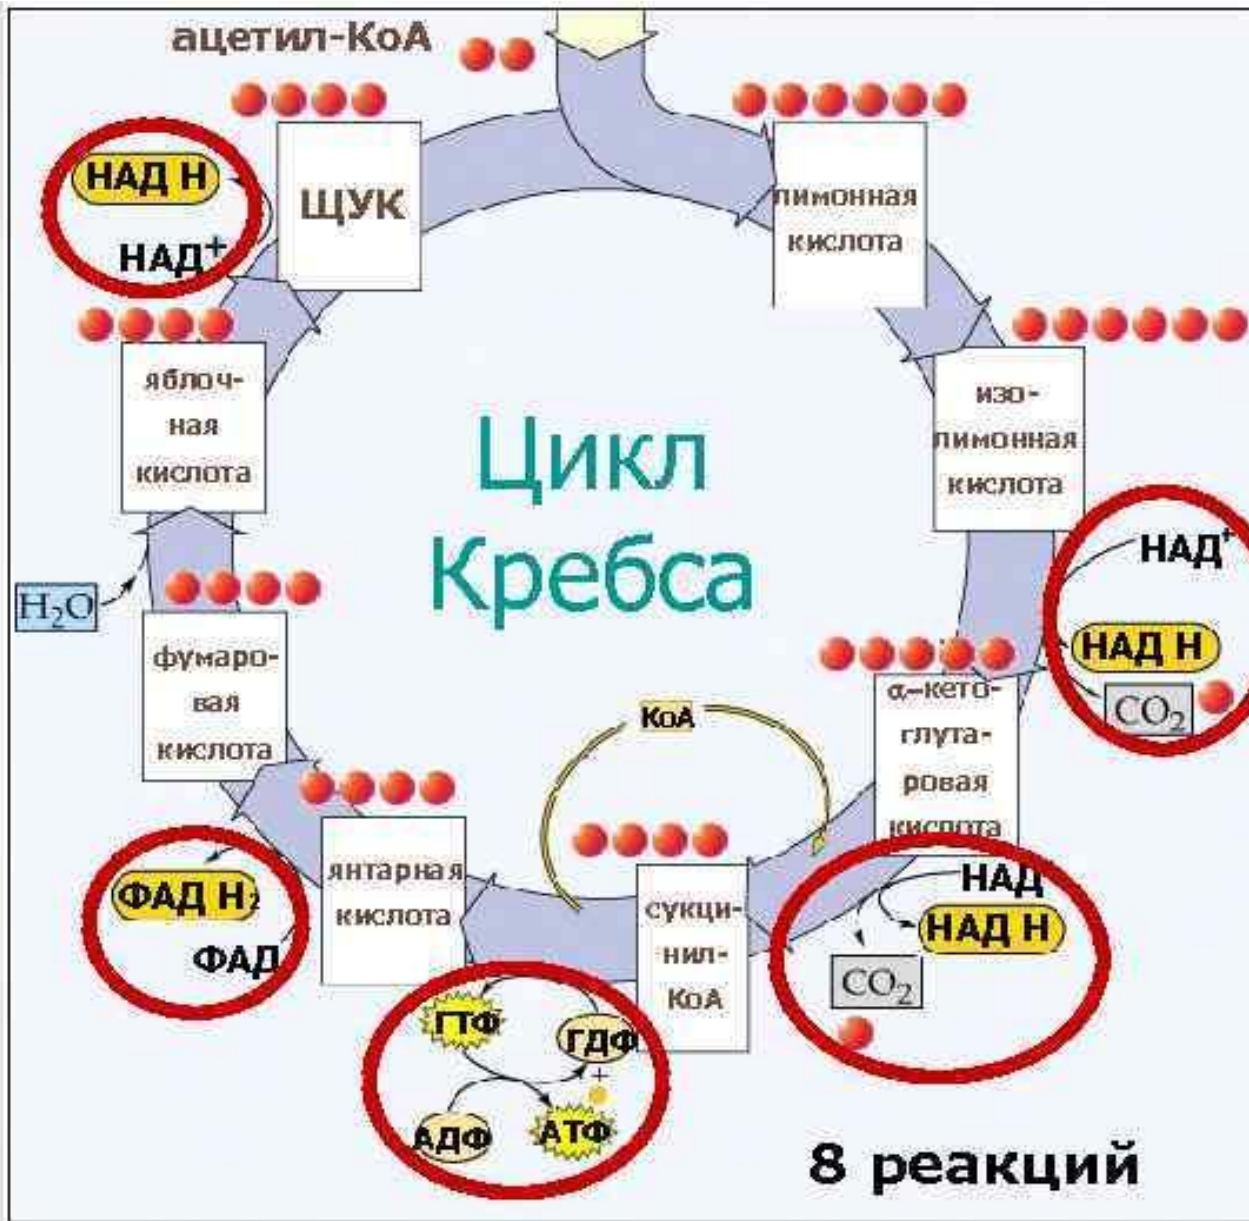 ацетил-КоА
НАД Н
НАД+
ЩУК
лимонная
кислота
яблоч-
ная
кислота
изо-
лимонная
кислота
Цикл
Кребса
НАД+
НАД Н
CO2
H2O
фумаро-
вая
кислота
КоА
α-кето-
глута-
ровая
кислота
янтарная
кислота
сукци-
нил-
КоА
НАД
НАД Н
CO2
ФАД Н2
ФАД
ГТФ
ГДФ
+
АДФ
АТФ
8 реакций